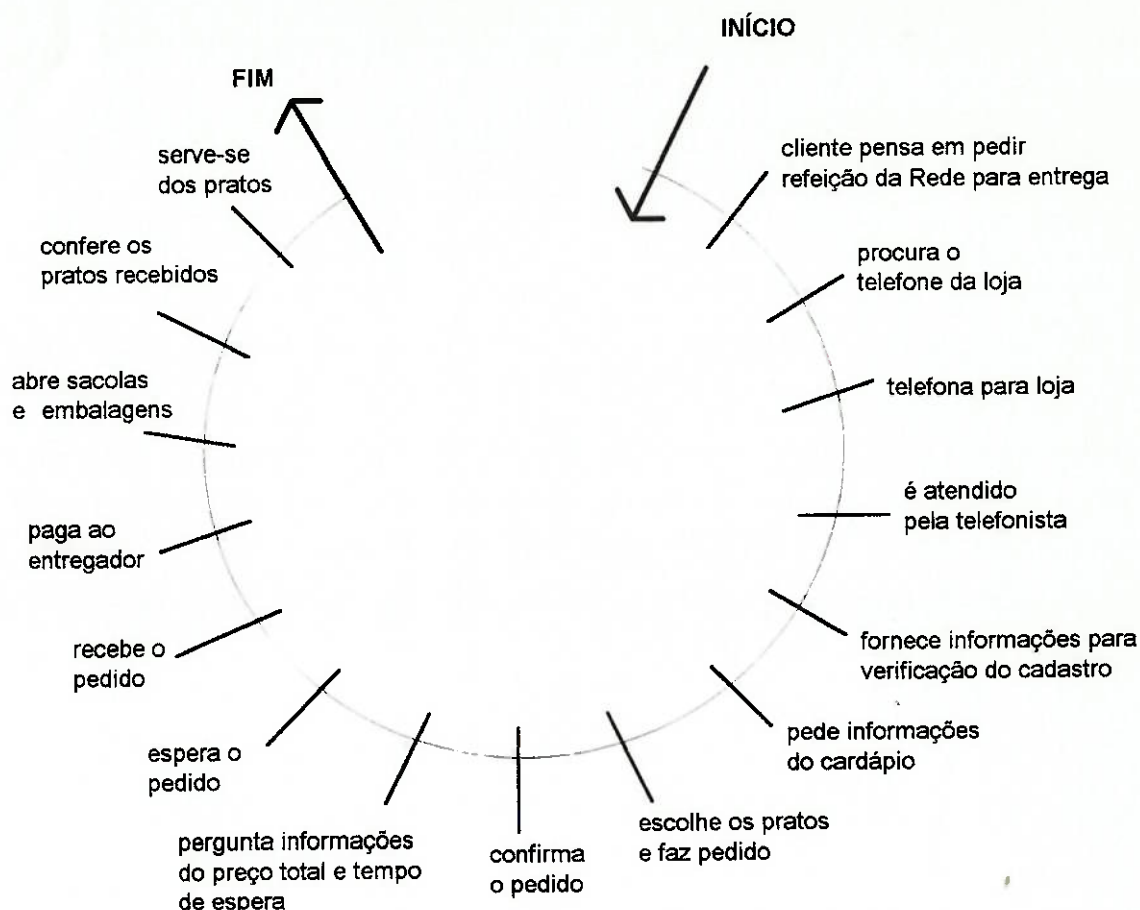 INÍCIO
cliente pensa em pedir
refeição da Rede para entrega
procura o
telefone da loja
telefona para loja
é atendido
pela telefonista
fornece informações para
verificação do cadastro
pede informações
do cardápio
escolhe os pratos
e faz pedido
confirma
o pedido
pergunta informações
do preço total e tempo
de espera
espera o
pedido
recebe o
pedido
paga ao
entregador
abre sacolas
e embalagens
confere os
pratos recebidos
serve-se
dos pratos
FIM